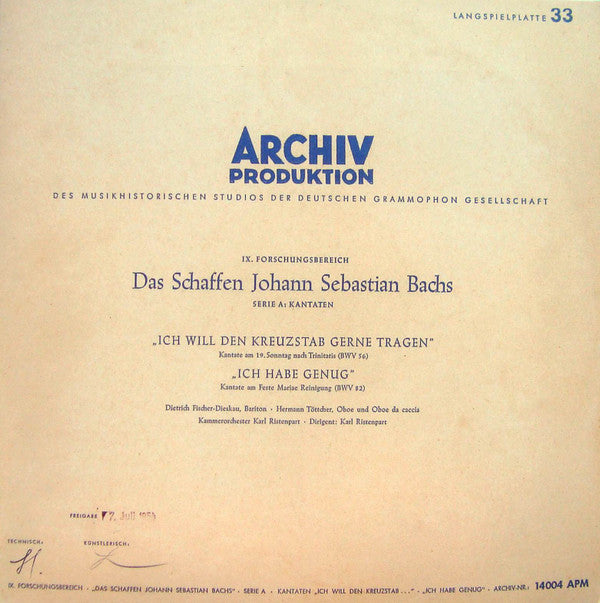 LANGSPIELPLATTE 33
ARCHIV
PRODUKTION
DES MUSIKHISTORISCHEN STUDIOS DER DEUTSCHEN GRAMMOPHON GESELLSCHAFT
IX. FORSCHUNGSBEREICH
Das Schaffen Johann Sebastian Bachs
SERIE A: KANTATEN
„ICH WILL DEN KREUZSTAB GERNE TRAGEN“
Kantate am 19. Sonntag nach Trinitatis (BWV 56)
„ICH HABE GENUG“
Kantate am Feste Mariae Reinigung (BWV 82)
Dietrich Fischer-Dieskau, Bariton · Hermann Töttcher, Oboe und Oboe da caccia
Kammerorchester Karl Ristenpart · Dirigent: Karl Ristenpart
FREIGABE Juli 1954
TECHNISCH: KÜNSTLERISCH:
IX. FORSCHUNGSBEREICH · „DAS SCHAFFEN JOHANN SEBASTIAN BACHS“ · SERIE A · KANTATEN „ICH WILL DEN KREUZSTAB ...“ · „ICH HABE GENUG“ · ARCHIV-NR.: 14004 APM